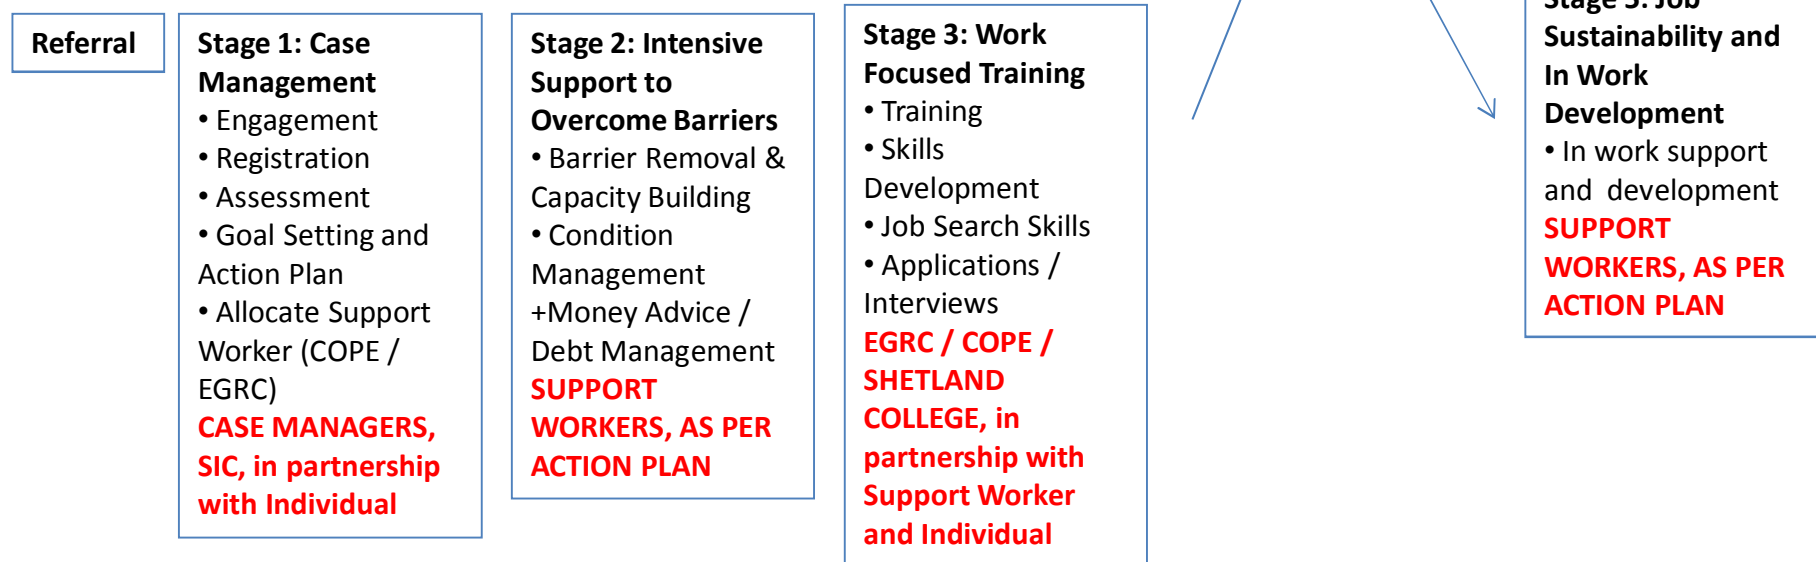 Referral
Stage 1: Case
Management
• Engagement
• Registration
• Assessment
• Goal Setting and
Action Plan
• Allocate Support
Worker (COPE /
EGRC)
CASE MANAGERS,
SIC, in partnership
with Individual
Stage 2: Intensive
Support to
Overcome Barriers
• Barrier Removal &
Capacity Building
• Condition
Management
+Money Advice /
Debt Management
SUPPORT
WORKERS, AS PER
ACTION PLAN
Stage 3: Work
Focused Training
• Training
• Skills
Development
• Job Search Skills
• Applications /
Interviews
EGRC / COPE /
SHETLAND
COLLEGE, in
partnership with
Support Worker
and Individual
Stage 5: Job
Sustainability and
In Work
Development
• In work support
and development
SUPPORT
WORKERS, AS PER
ACTION PLAN